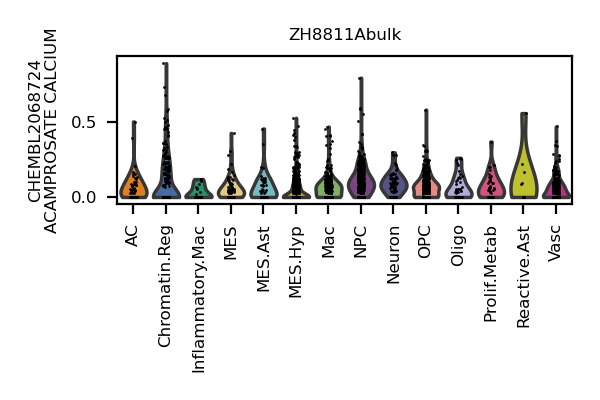 ZH8811Abulk
CHEMBL2068724
ACAMPROSATE CALCIUM
0.5
0.0
AC
Chromatin.Reg
Inflammatory.Mac
MES
MES.Ast
MES.Hyp
Mac
NPC
Neuron
OPC
Oligo
Prolif.Metab
Reactive.Ast
Vasc